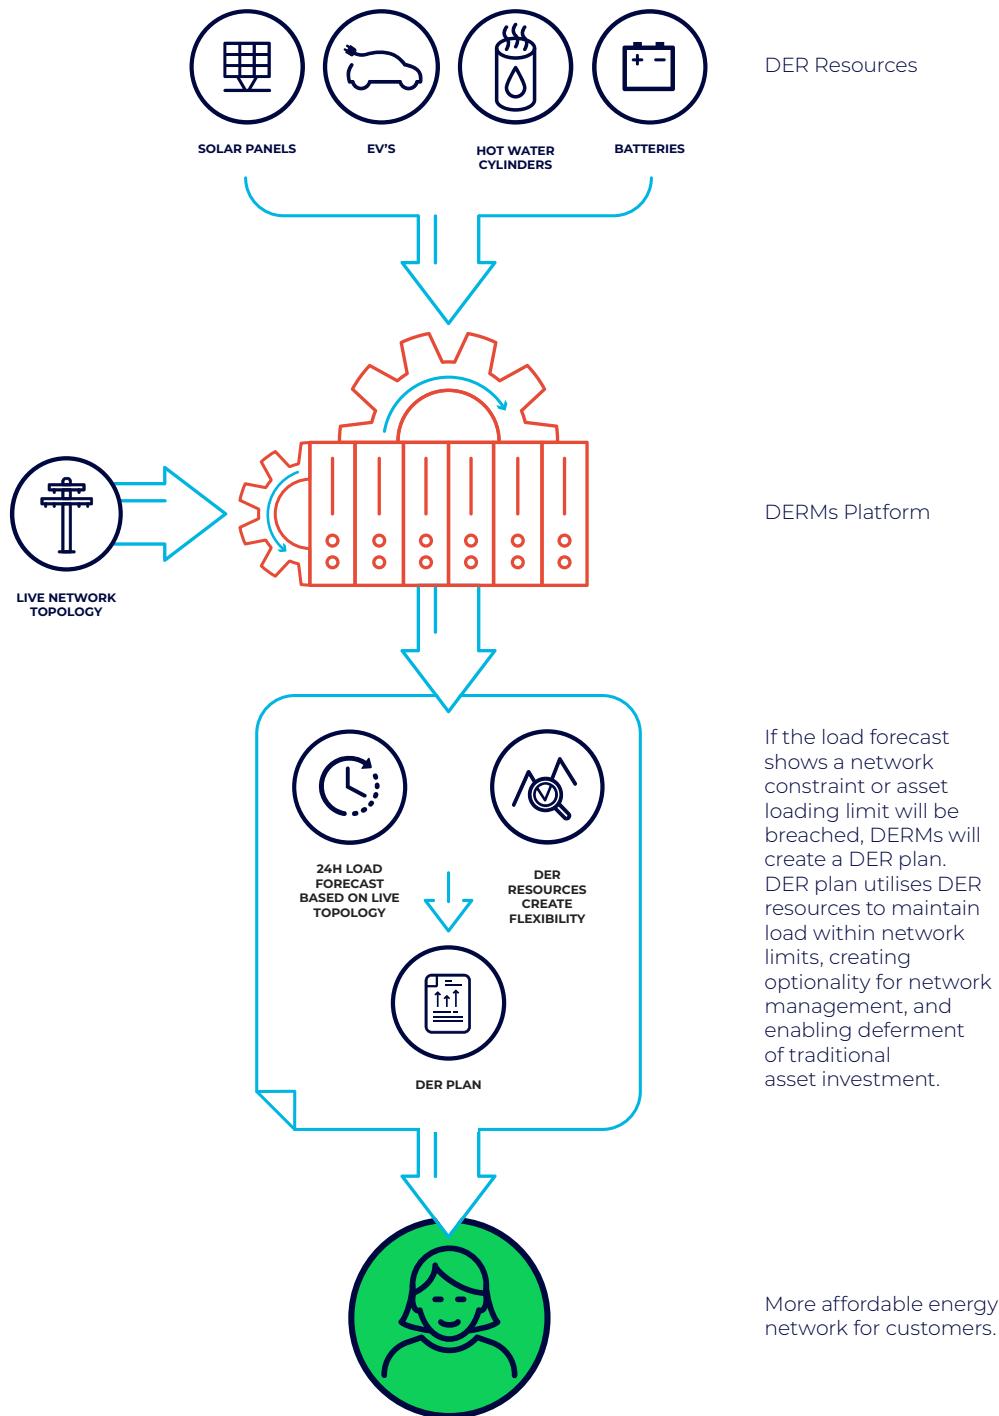 DER Resources
SOLAR PANELS
EV'S
HOT WATER
CYLINDERS
BATTERIES
DERMs Platform
LIVE NETWORK
TOPOLOGY
If the load forecast
shows a network
constraint or asset
loading limit will be
breached, DERMs will
create a DER plan.
DER plan utilises DER
resources to maintain
load within network
limits, creating
optionality for network
management, and
enabling deferment
of traditional
asset investment.
24H LOAD
FORECAST
BASED ON LIVE
TOPOLOGY
DER
RESOURCES
CREATE
FLEXIBILITY
DER PLAN
More affordable energy
network for customers.